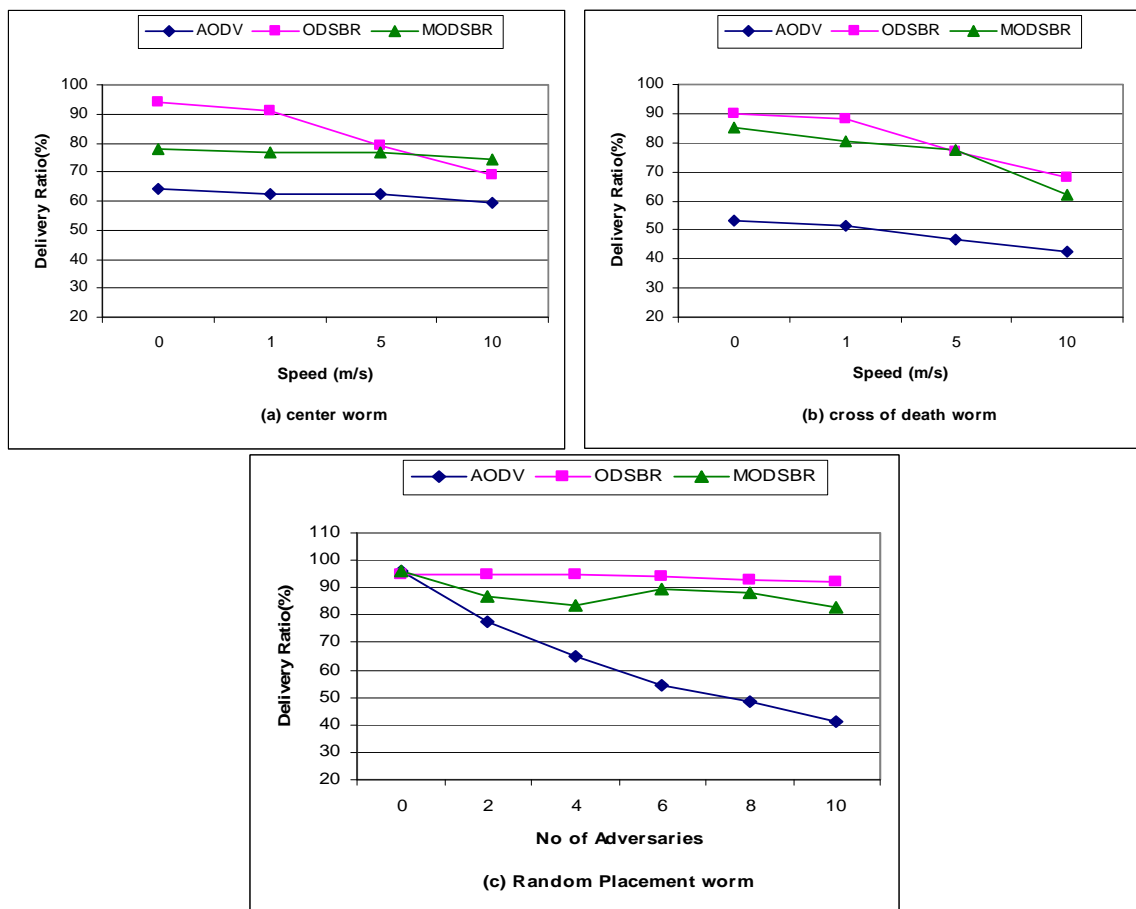 AODV ODSBR MODSBR
100
90
80
70
60
50
40
30
20
Delivery Ratio(%)
0 1 5 10
Speed (m/s)
(a) center worm
AODV ODSBR MODSBR
100
90
80
70
60
50
40
30
20
Delivery Ratio(%)
0 1 5 10
Speed (m/s)
(b) cross of death worm
AODV ODSBR MODSBR
110
100
90
80
70
60
50
40
30
20
Delivery Ratio(%)
0 2 4 6 8 10
No of Adversaries
(c) Random Placement worm